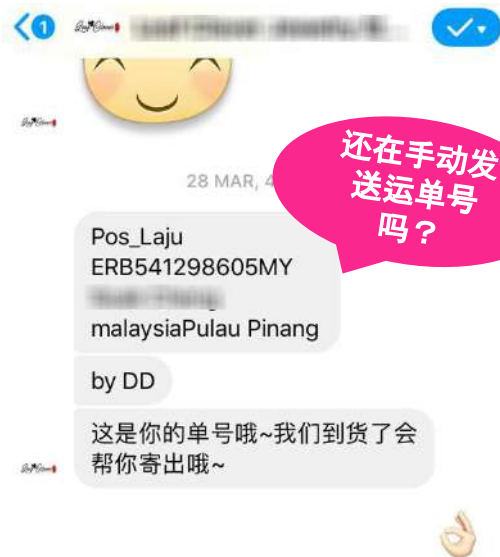 1
28 MAR, 4
还在手动发
送运单号
吗？
Pos_Laju
ERB541298605MY
malaysiaPulau Pinang
by DD
这是你的单号哦~我们到货了会
帮你寄出哦~